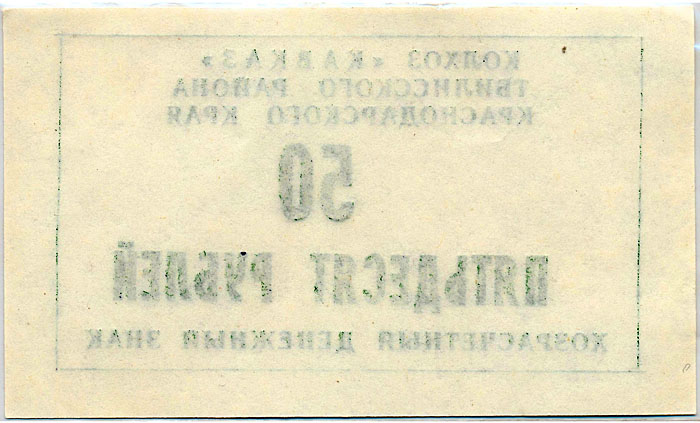 КОЛХОЗ «КАВКАЗ»
ТБИЛИССКОГО РАЙОНА
КРАСНОДАРСКОГО КРАЯ
50
ПЯТЬДЕСЯТ РУБЛЕЙ
ХОЗРАСЧЕТНЫЙ ДЕНЕЖНЫЙ ЗНАК